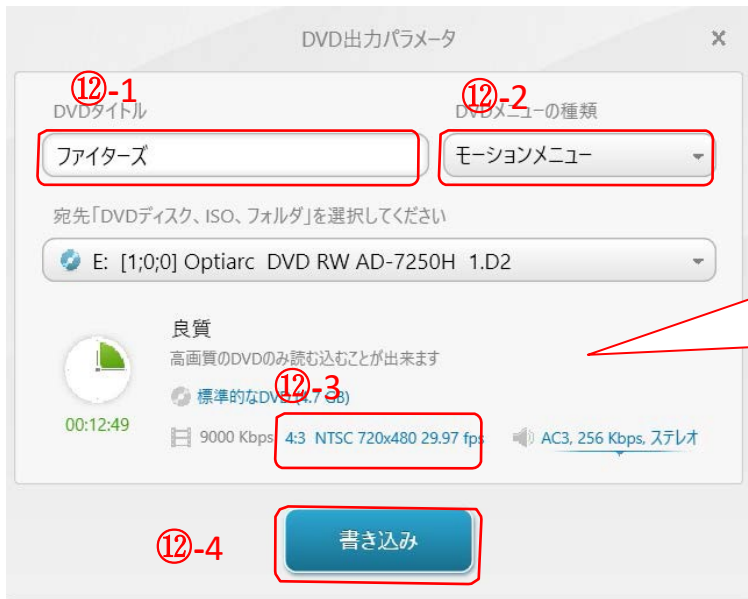 DVD出力パラメータ
⑫-1
⑫-2
DVDタイトル
DVDメニューの種類
ファイターズ
モーションメニュー
宛先「DVDディスク、ISO、フォルダ」を選択してください
E: [1;0;0] Optiarc DVD RW AD-7250H 1.D2
良質
高画質のDVDのみ読む込むことが出来ます
⑫-3
標準的なDVD (4.7 GB)
00:12:49
9000 Kbps, 4:3 NTSC 720x480 29.97 fps
AC3, 256 Kbps, ステレオ
⑫-4
書き込み